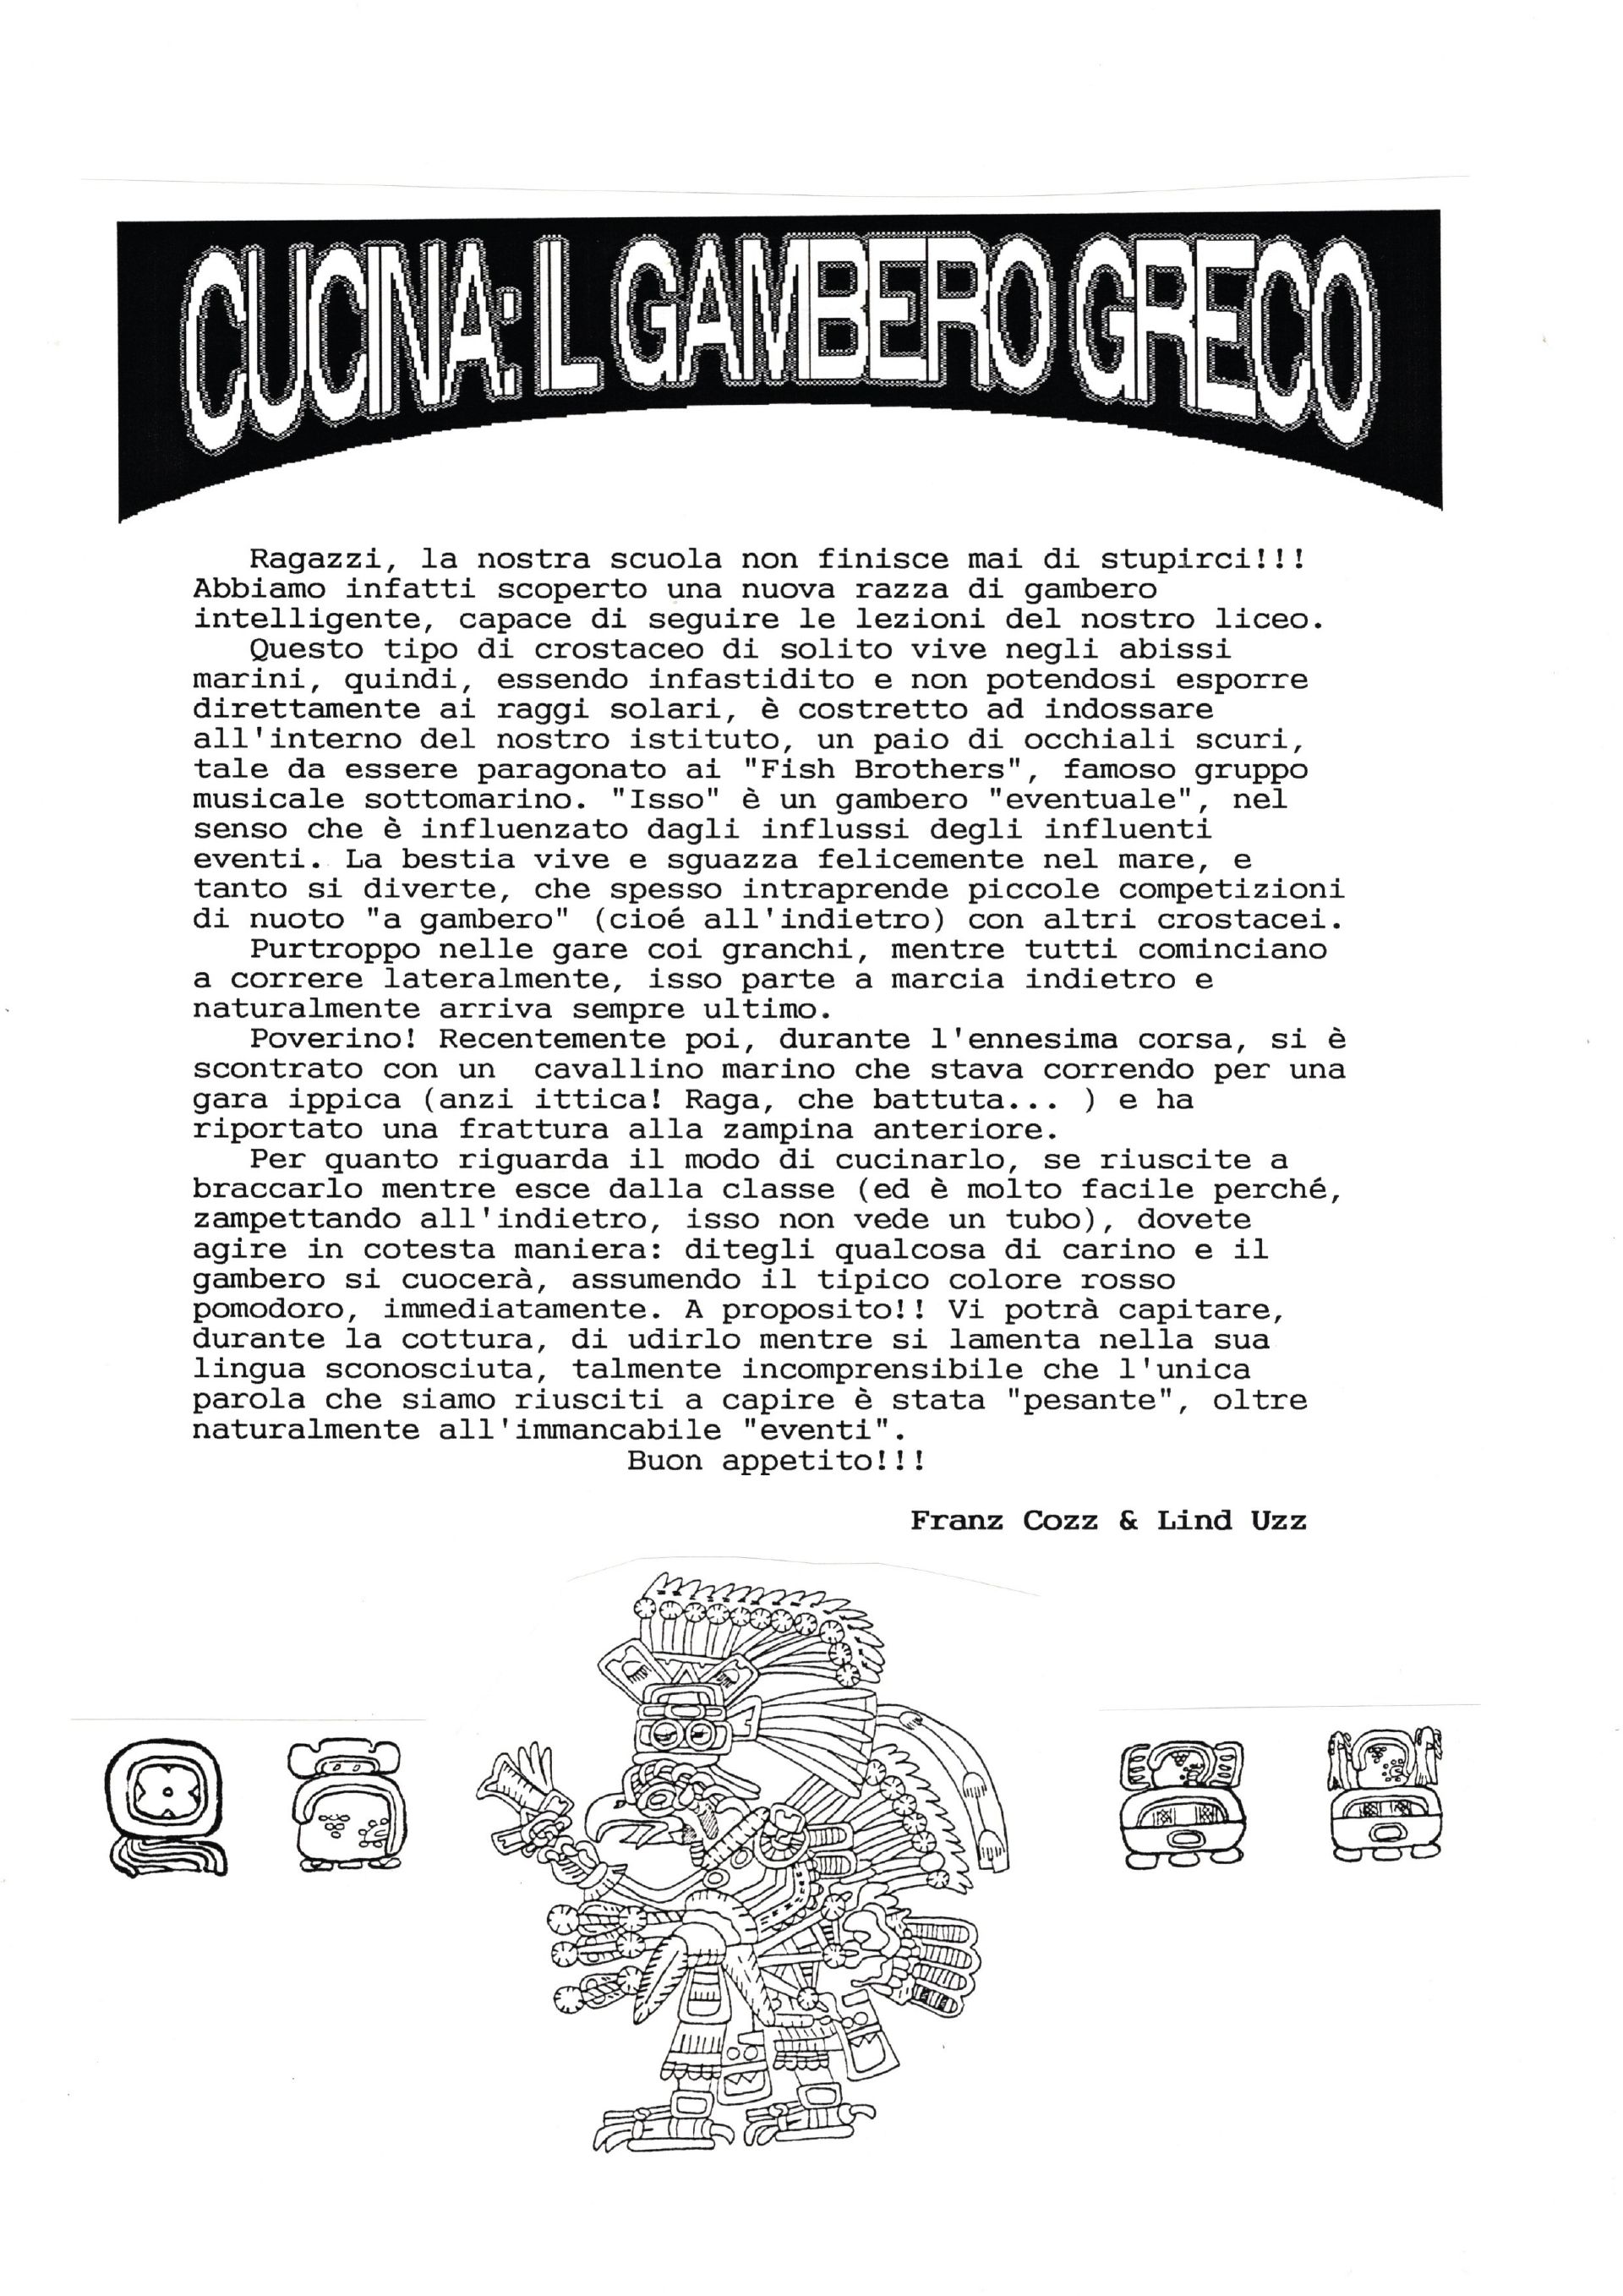 CUCINA: IL GAMBERO GRECO
Ragazzi, la nostra scuola non finisce mai di stupirci!!!
Abbiamo infatti scoperto una nuova razza di gambero
intelligente, capace di seguire le lezioni del nostro liceo.
Questo tipo di crostaceo di solito vive negli abissi
marini, quindi, essendo infastidito e non potendosi esporre
direttamente ai raggi solari, è costretto ad indossare
all'interno del nostro istituto, un paio di occhiali scuri,
tale da essere paragonato ai "Fish Brothers", famoso gruppo
musicale sottomarino. "Isso" è un gambero "eventuale", nel
senso che è influenzato dagli influssi degli influenti
eventi. La bestia vive e sguazza felicemente nel mare, e
tanto si diverte, che spesso intraprende piccole competizioni
di nuoto "a gambero" (cioé all'indietro) con altri crostacei.
Purtroppo nelle gare coi granchi, mentre tutti cominciano
a correre lateralmente, isso parte a marcia indietro e
naturalmente arriva sempre ultimo.
Poverino! Recentemente poi, durante l'ennesima corsa, si è
scontrato con un  cavallino marino che stava correndo per una
gara ippica (anzi ittica! Raga, che battuta... ) e ha
riportato una frattura alla zampina anteriore.
Per quanto riguarda il modo di cucinarlo, se riuscite a
braccarlo mentre esce dalla classe (ed è molto facile perché,
zampettando all'indietro, isso non vede un tubo), dovete
agire in cotesta maniera: ditegli qualcosa di carino e il
gambero si cuocerà, assumendo il tipico colore rosso
pomodoro, immediatamente. A proposito!! Vi potrà capitare,
durante la cottura, di udirlo mentre si lamenta nella sua
lingua sconosciuta, talmente incomprensibile che l'unica
parola che siamo riusciti a capire è stata "pesante", oltre
naturalmente all'immancabile "eventi".
Buon appetito!!!
Franz Cozz & Lind Uzz